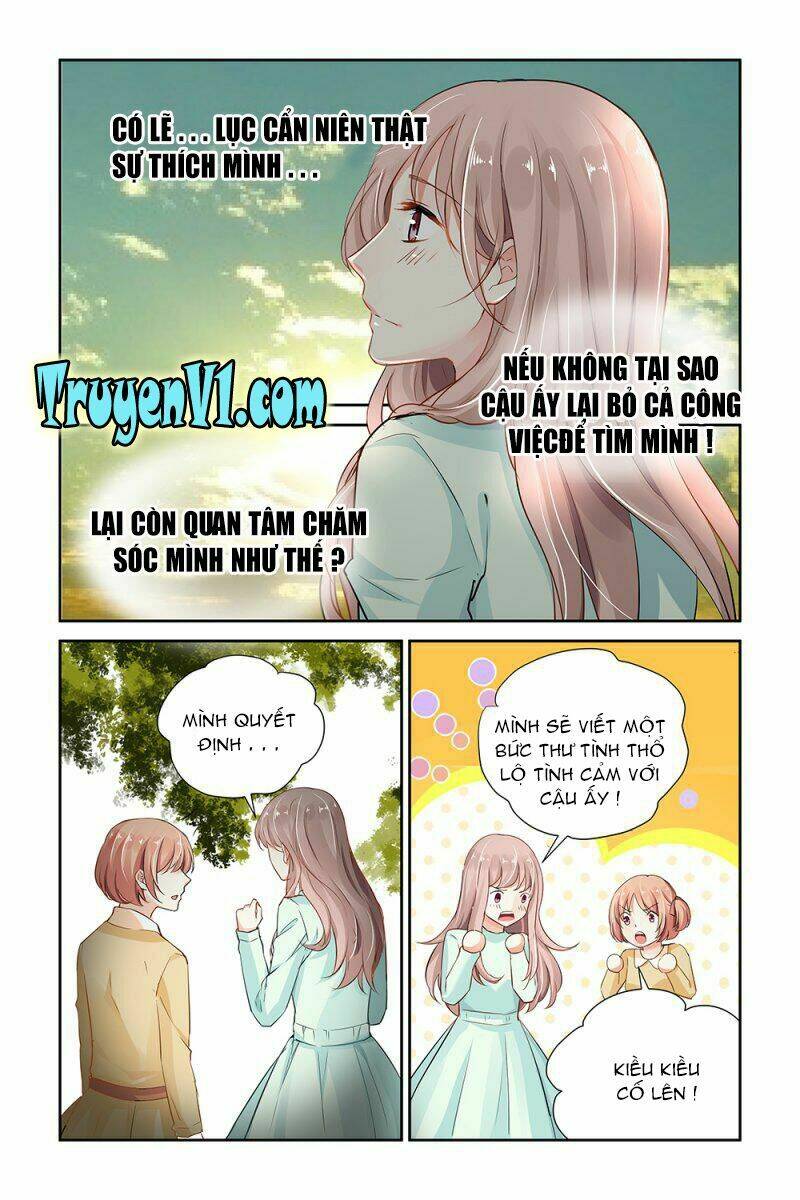 CÓ LẼ . . . LỤC CẨN NIÊN THẬT
SỰ THÍCH MÌNH . . .
NẾU KHÔNG TẠI SAO
CẬU ẤY LẠI BỎ CẢ CÔNG
VIỆCĐỂ TÌM MÌNH !
TruyenV1.com
LẠI CÒN QUAN TÂM CHĂM
SÓC MÌNH NHƯ THẾ ?
MÌNH QUYẾT
ĐỊNH . . .
MÌNH SẼ VIẾT MỘT
BỨC THƯ TÌNH THỔ
LỘ TÌNH CẢM VỚI
CẬU ẤY !
KIỀU KIỀU
CỐ LÊN !